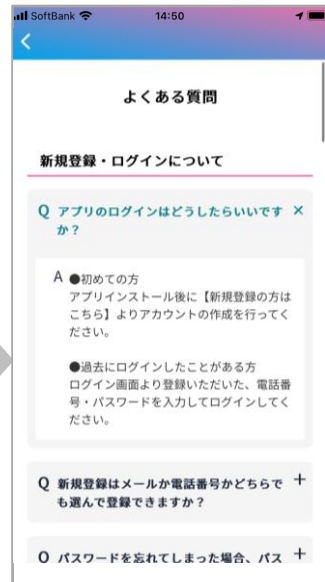 SoftBank 14:50
よくある質問
新規登録・ログインについて
Q アプリのログインはどうしたらいいです ×
か？
A ●初めての方
アプリインストール後に【新規登録の方は
こちら】よりアカウントの作成を行ってく
ださい。
●過去にログインしたことがある方
ログイン画面より登録いただいた、電話番
号・パスワードを入力してログインしてく
ださい。
Q 新規登録はメールか電話番号かどちらで +
も選んで登録できますか？
Q パスワードを忘れてしまった場合、パス +